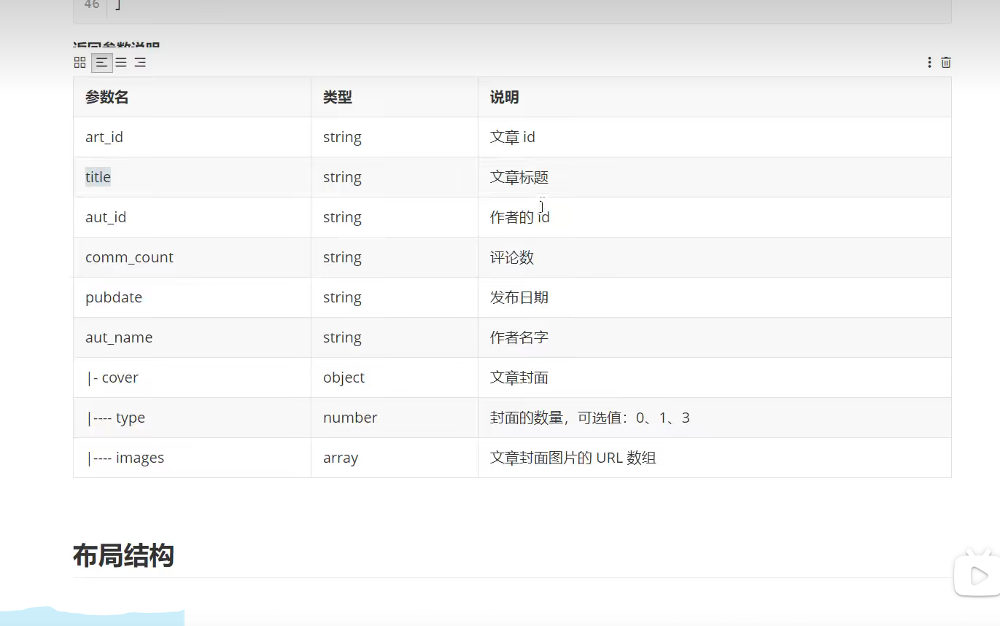 46 ]
返回参数说明
参数名 类型 说明
art_id string 文章 id
title string 文章标题
aut_id string 作者的 id
comm_count string 评论数
pubdate string 发布日期
aut_name string 作者名字
|- cover object 文章封面
|---- type number 封面的数量，可选值：0、1、3
|---- images array 文章封面图片的 URL 数组
布局结构